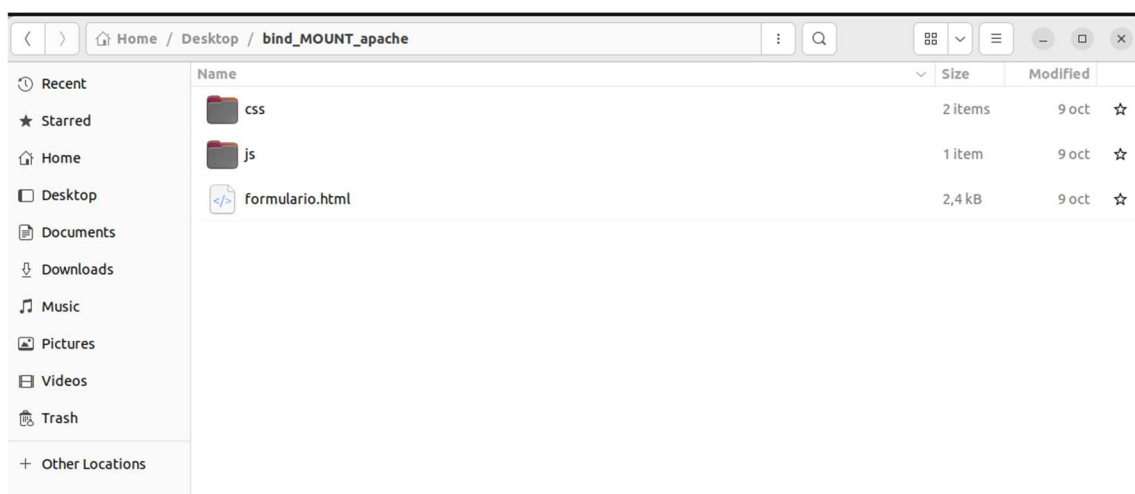 Home / Desktop / bind_MOUNT_apache
Recent
Starred
Home
Desktop
Documents
Downloads
Music
Pictures
Videos
Trash
+ Other Locations
Name Size Modified
css 2 items 9 oct
js 1 item 9 oct
formulario.html 2,4 kB 9 oct